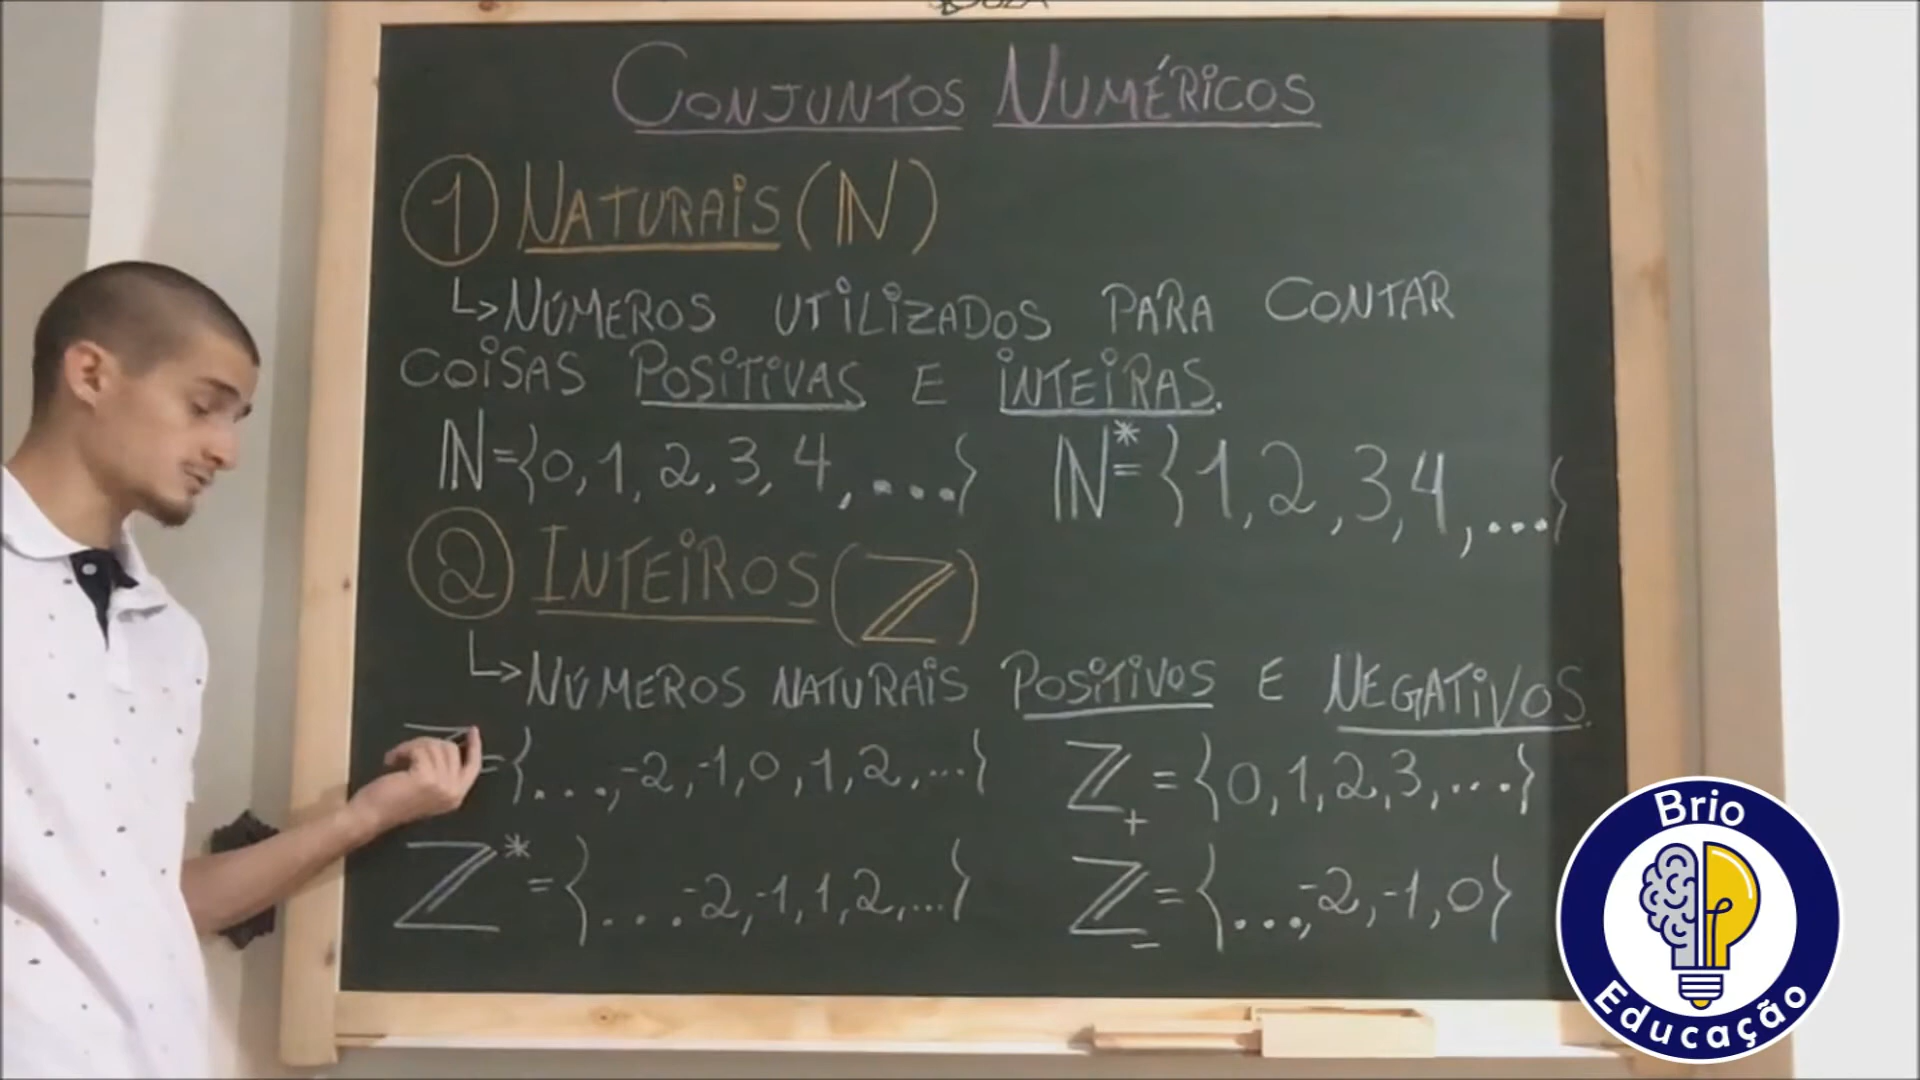 CONJUNTOS NUMÉRICOS
1 NATURAIS (ℕ)
↳ NÚMEROS UTILIZADOS PARA CONTAR
COISAS POSITIVAS E INTEIRAS.
ℕ={0,1,2,3,4,...} ℕ*={1,2,3,4,...}
2 INTEIROS (ℤ)
↳ NÚMEROS NATURAIS POSITIVOS E NEGATIVOS.
ℤ={...,-2,-1,0,1,2,...} ℤ₊={0,1,2,3,...}
ℤ*={...-2,-1,1,2,...} ℤ₋={...,-2,-1,0}
Brio
Educação